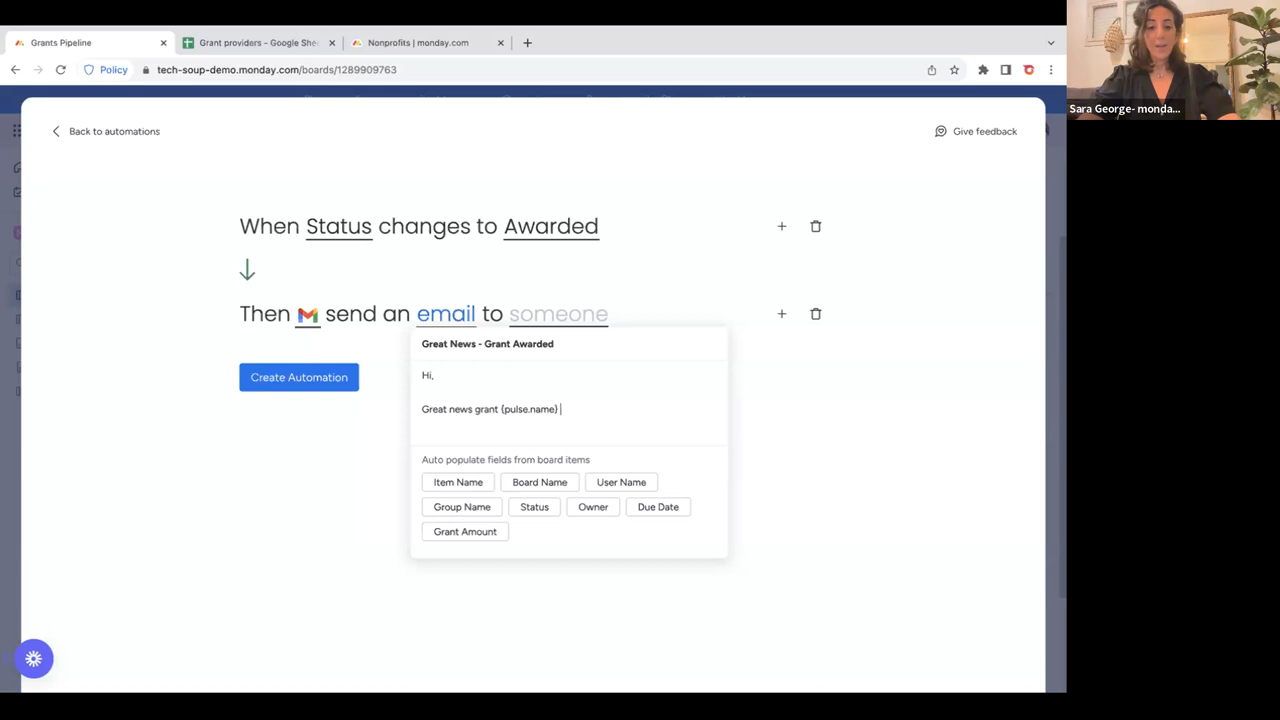 Grants Pipeline
Grant providers - Google She
Nonprofits | monday.com
Policy
tech-soup-demo.monday.com/boards/1289909763
Sara George- monda...
Back to automations
Give feedback
When Status changes to Awarded
Then send an email to someone
Create Automation
Great News - Grant Awarded
Hi,
Great news grant {pulse.name}
Auto populate fields from board items
Item Name Board Name User Name
Group Name Status Owner Due Date
Grant Amount